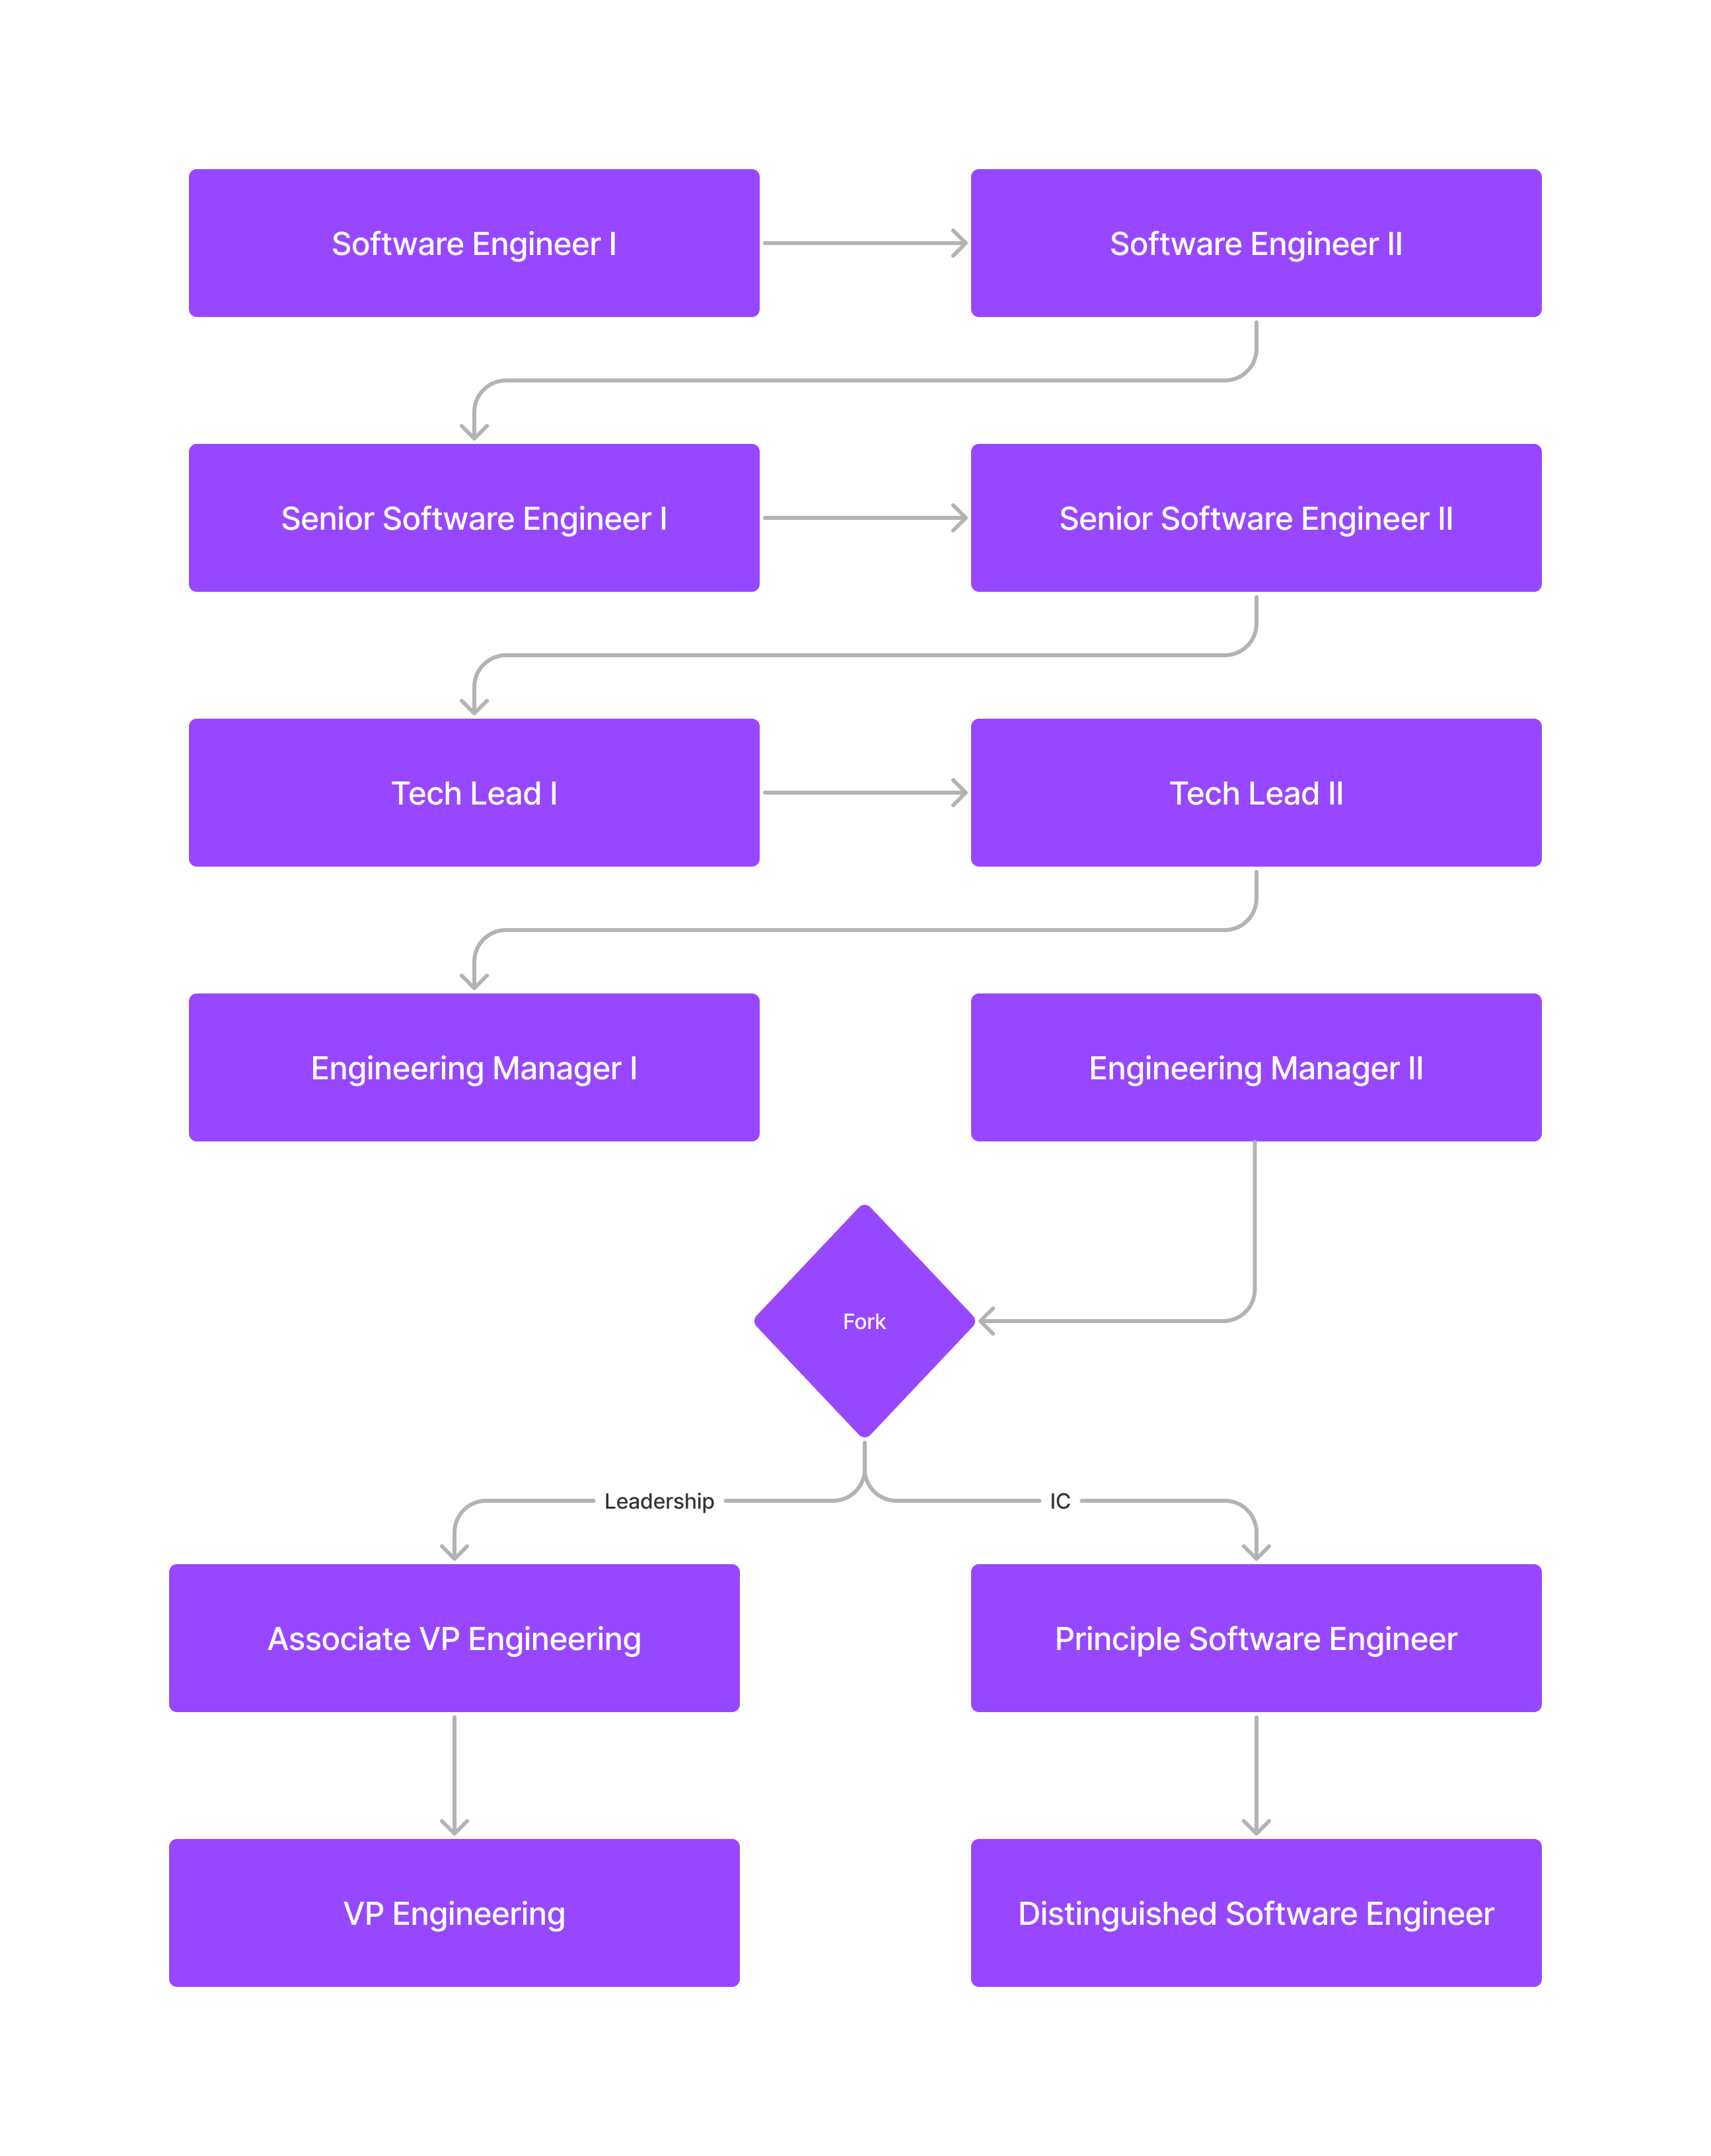 Software Engineer I
Software Engineer II
Senior Software Engineer I
Senior Software Engineer II
Tech Lead I
Tech Lead II
Engineering Manager I
Engineering Manager II
Fork
Leadership
IC
Associate VP Engineering
Principle Software Engineer
VP Engineering
Distinguished Software Engineer